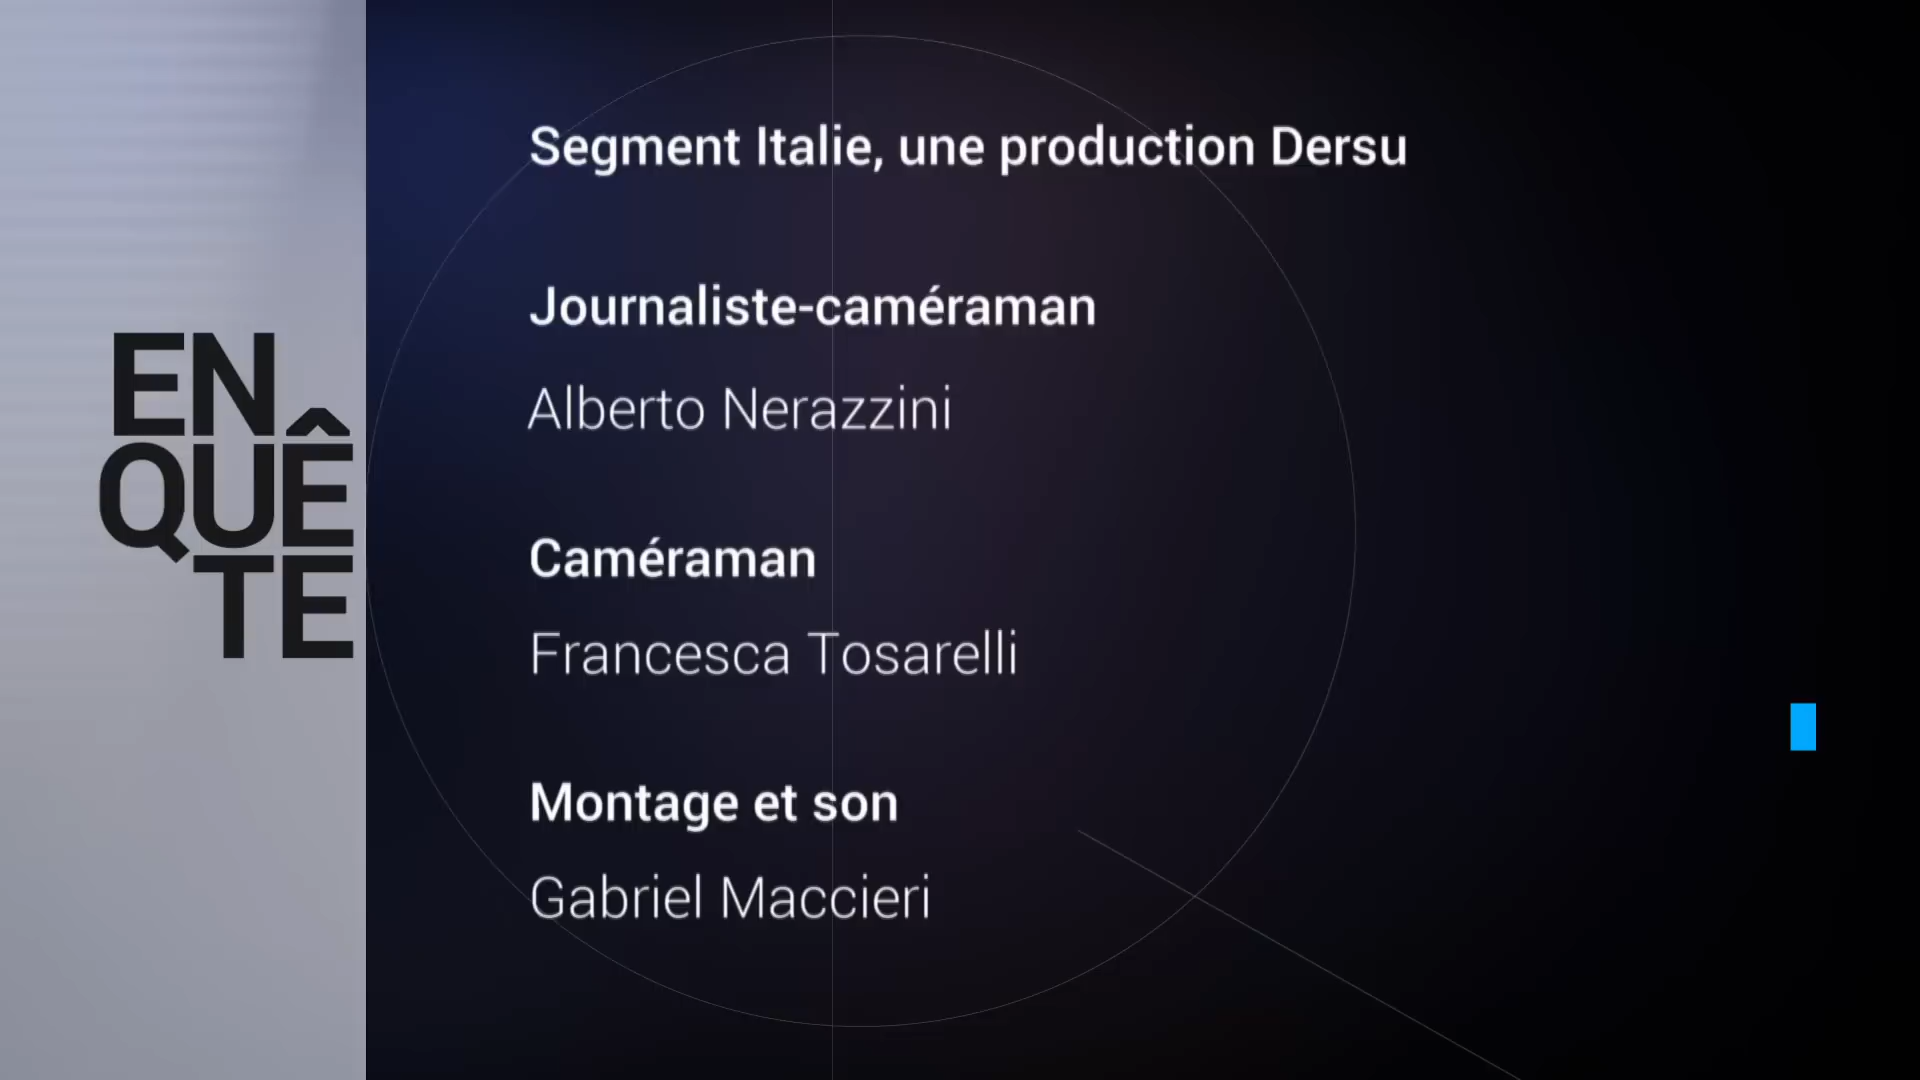 EN
QUÊ
TE
Segment Italie, une production Dersu
Journaliste-caméraman
Alberto Nerazzini
Caméraman
Francesca Tosarelli
Montage et son
Gabriel Maccieri